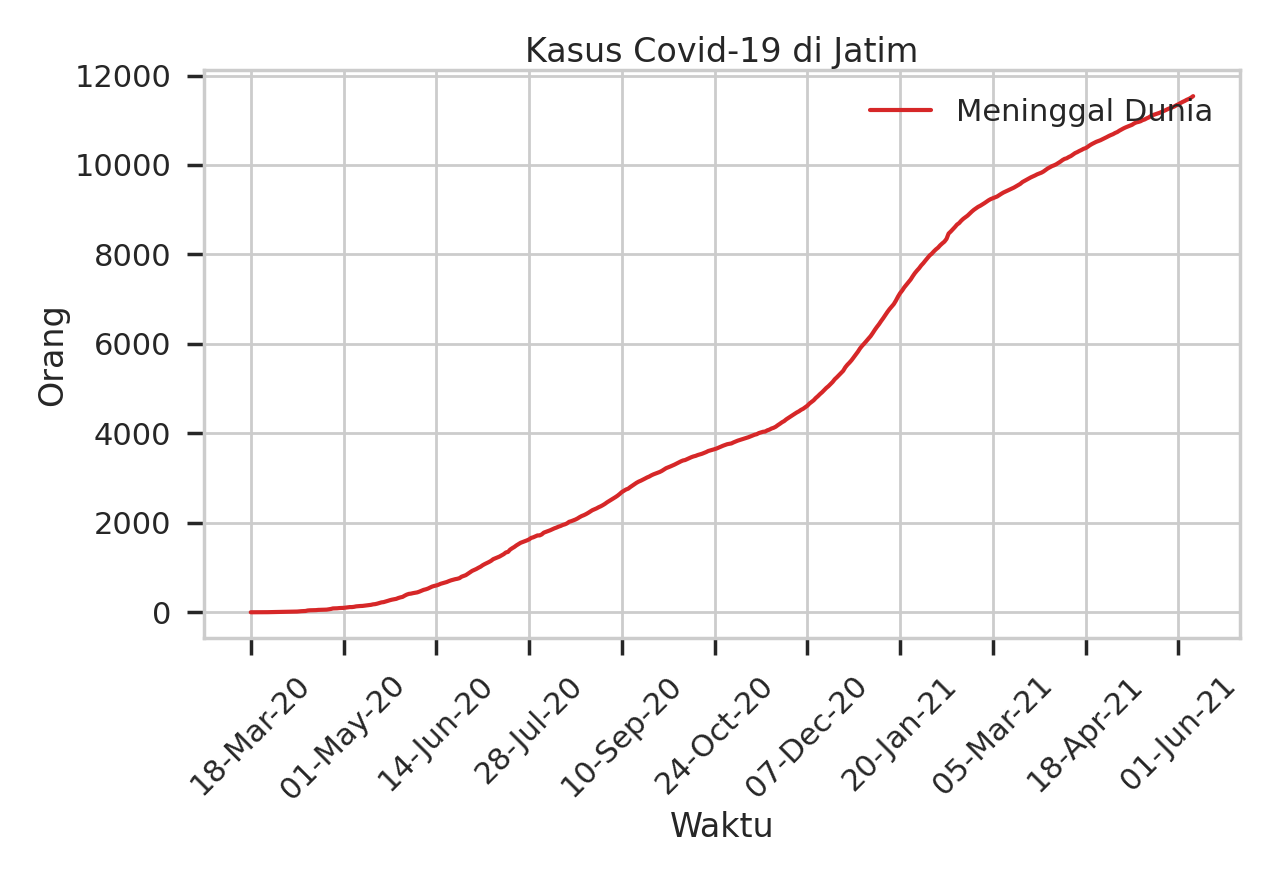 Kasus Covid-19 di Jatim
Meninggal Dunia
12000
10000
8000
6000
4000
2000
0
Orang
18-Mar-20
01-May-20
14-Jun-20
28-Jul-20
10-Sep-20
24-Oct-20
07-Dec-20
20-Jan-21
05-Mar-21
18-Apr-21
01-Jun-21
Waktu